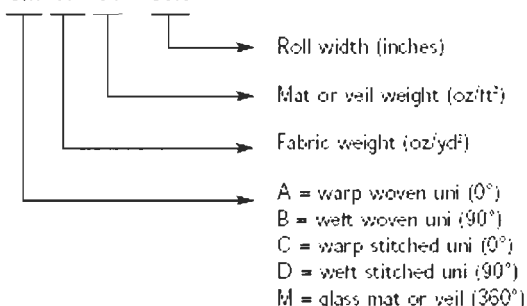 Roll width (inches)
Mat or veil weight (oz/ft²)
Fabric weight (oz/yd²)
A = warp woven uni (0°)
B = weft woven uni (90°)
C = warp stitched uni (0°)
D = weft stitched uni (90°)
M = glass mat or veil (360°)